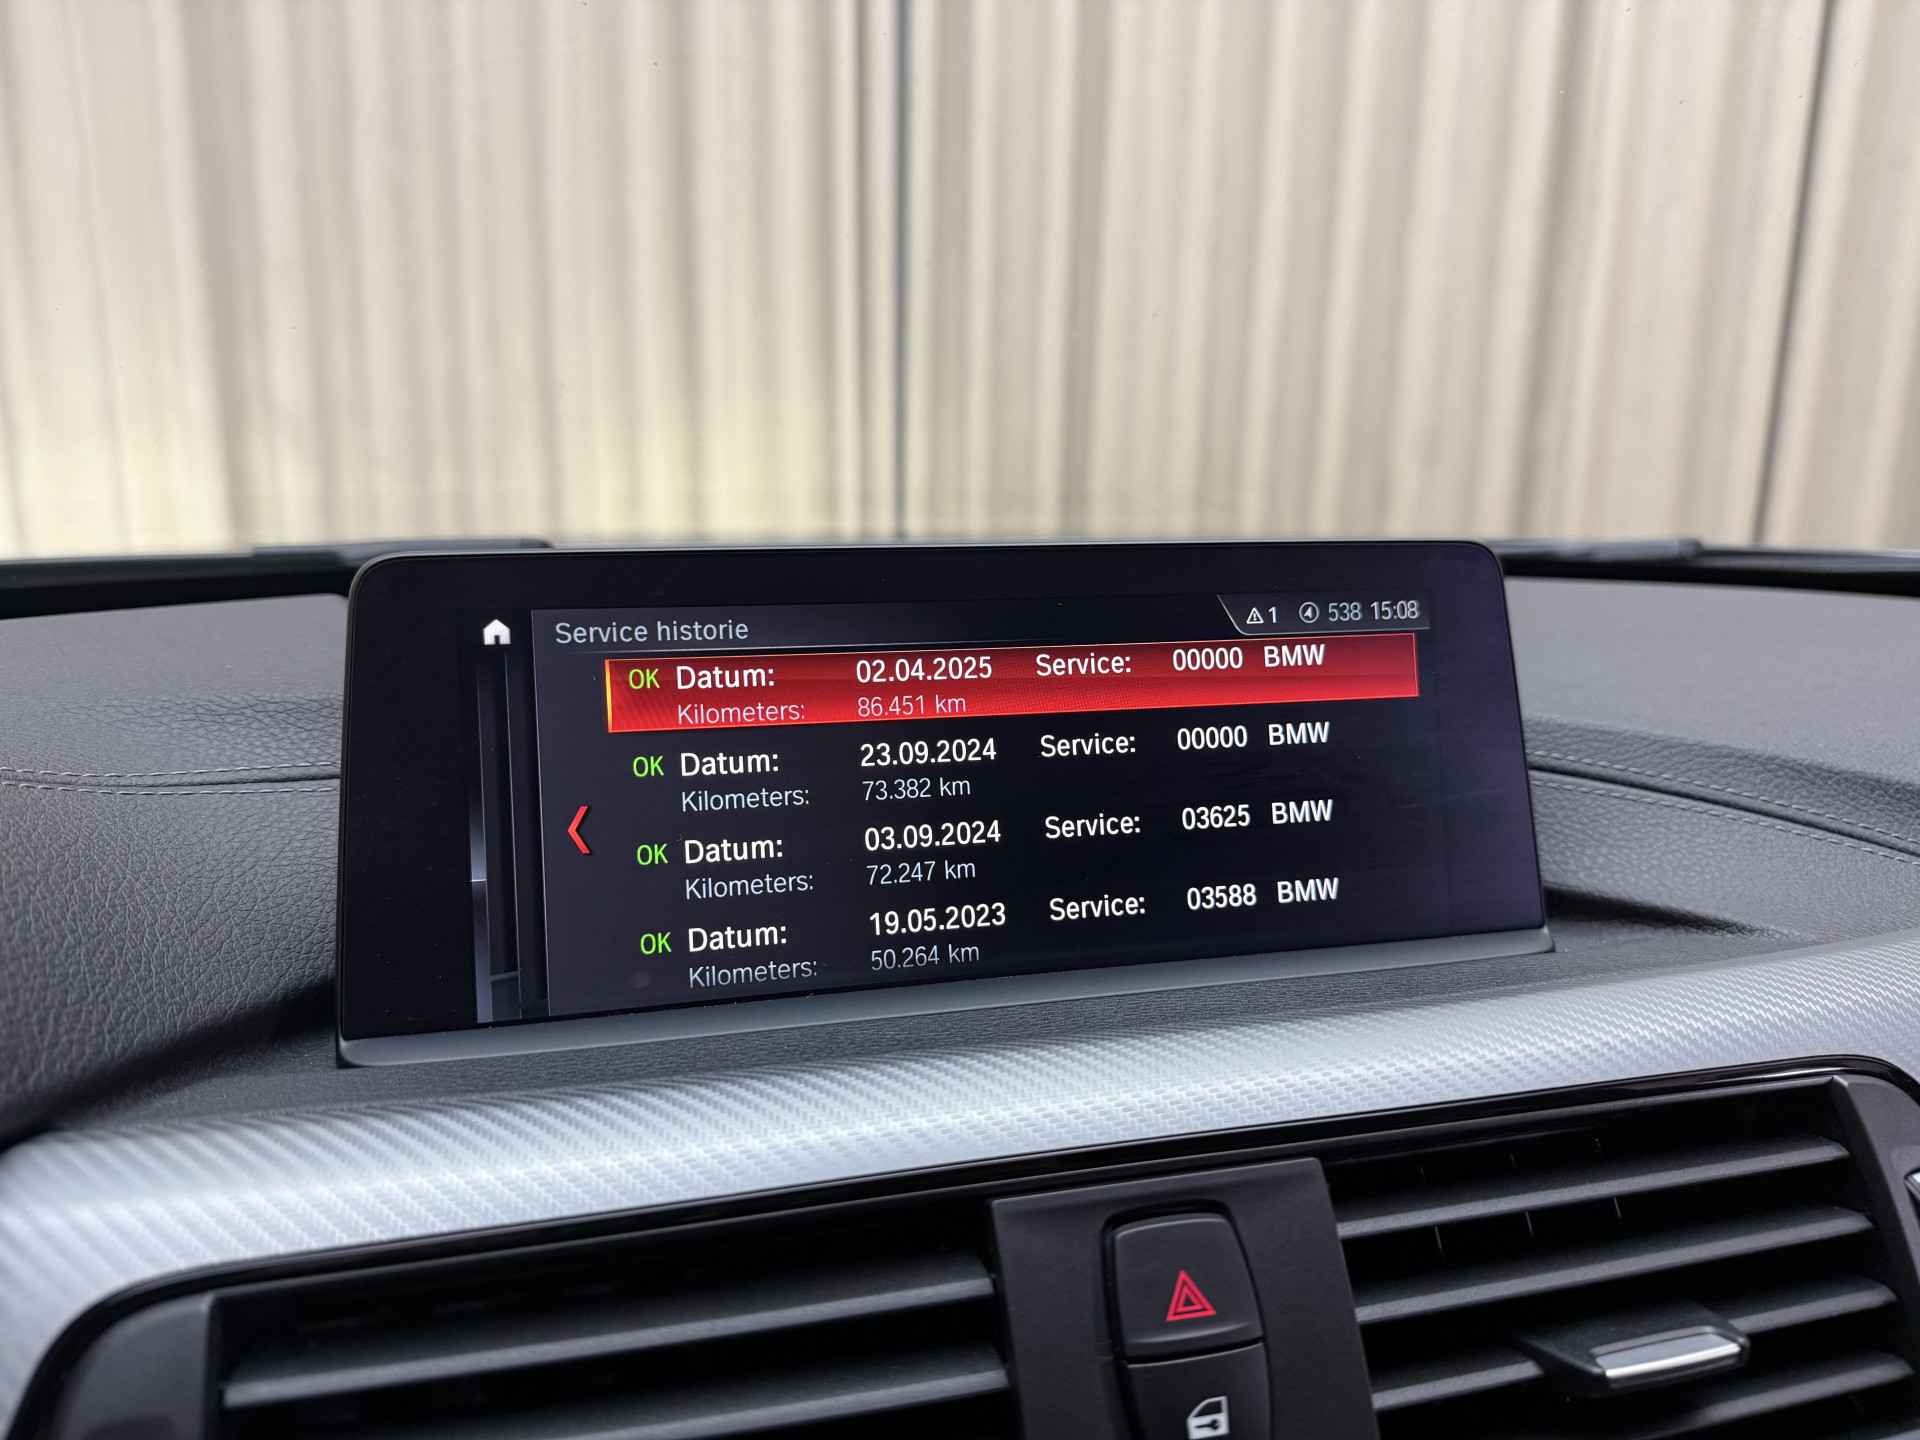 Service historie
1 538 15:08
OK Datum: 02.04.2025 Service: 00000 BMW
Kilometers: 86.451 km
OK Datum: 23.09.2024 Service: 00000 BMW
Kilometers: 73.382 km
OK Datum: 03.09.2024 Service: 03625 BMW
Kilometers: 72.247 km
OK Datum: 19.05.2023 Service: 03588 BMW
Kilometers: 50.264 km